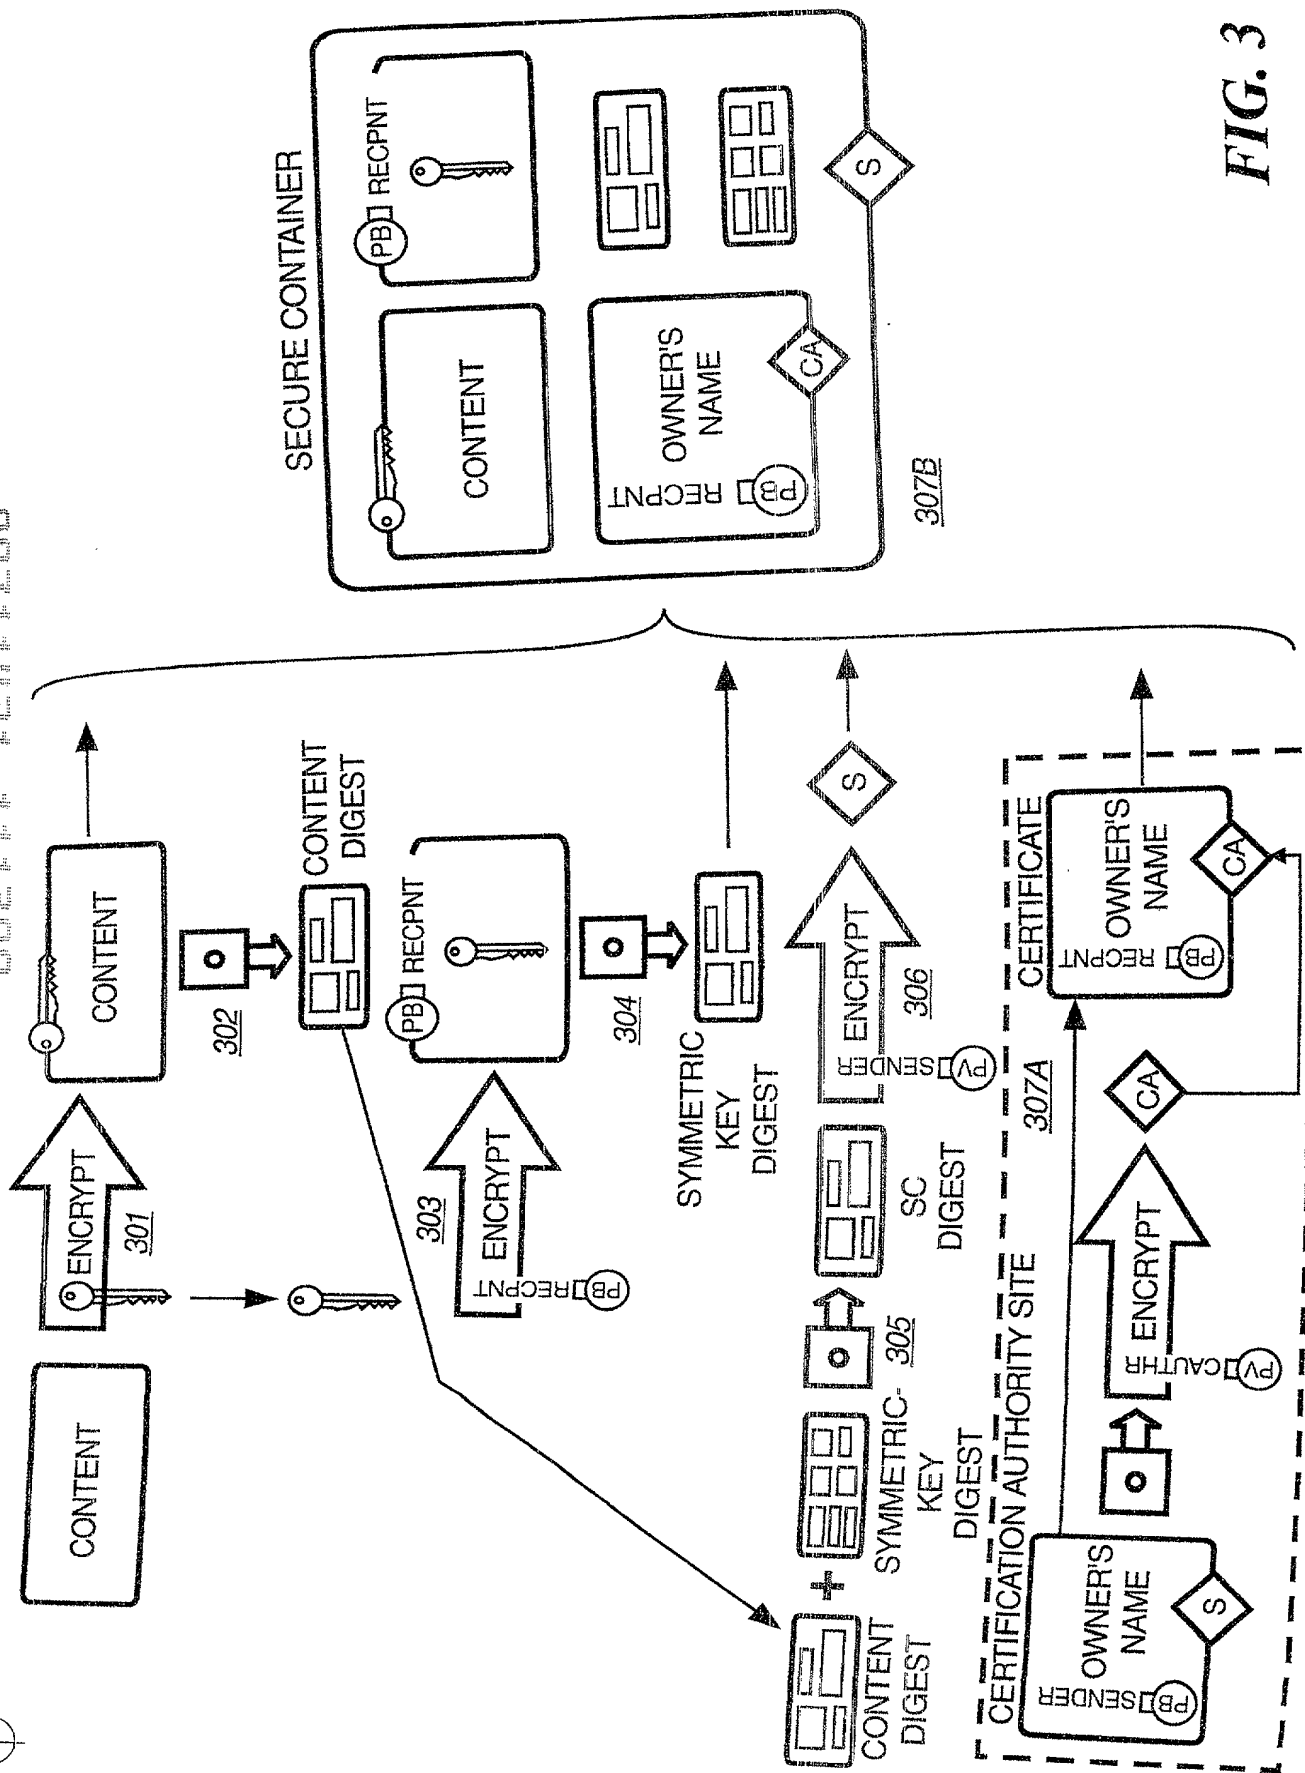 CONTENT
ENCRYPT
301
CONTENT
302
CONTENT
DIGEST
303
ENCRYPT
RECPNT
PB
PB
RECPNT
304
SYMMETRIC
KEY
DIGEST
CONTENT
DIGEST
+
SYMMETRIC-
KEY
DIGEST
305
SC
DIGEST
ENCRYPT
SENDER
PV
306
S
CERTIFICATION AUTHORITY SITE
307A
OWNER'S
NAME
SENDER
PB
S
ENCRYPT
CAUTHR
PV
CA
CERTIFICATE
OWNER'S
NAME
RECPNT
PB
CA
SECURE CONTAINER
CONTENT
PB
RECPNT
OWNER'S
NAME
RECPNT
PB
CA
S
307B
FIG. 3